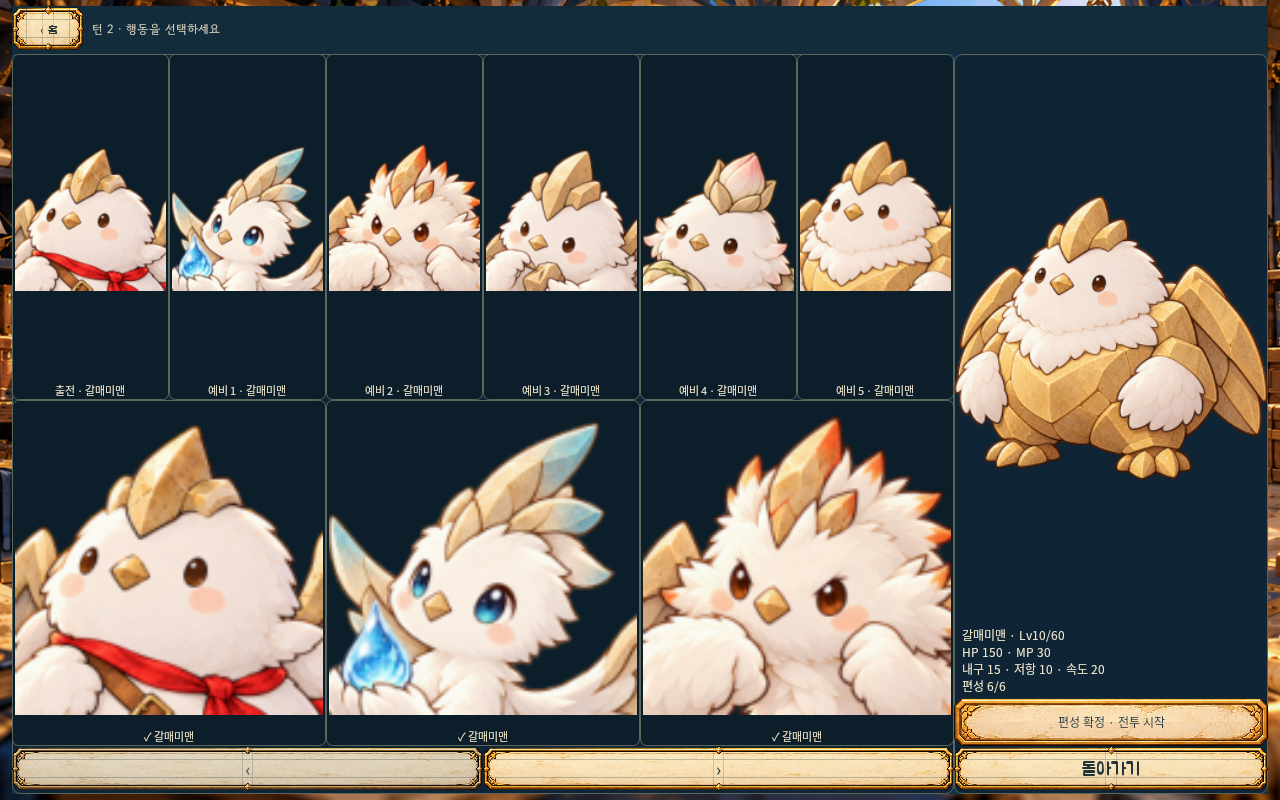 ‹ 홈
턴 2 · 행동을 선택하세요
출전 · 갈매미맨
예비 1 · 갈매미맨
예비 2 · 갈매미맨
예비 3 · 갈매미맨
예비 4 · 갈매미맨
예비 5 · 갈매미맨
✓ 갈매미맨
✓ 갈매미맨
✓ 갈매미맨
갈매미맨 · Lv10/60
HP 150 · MP 30
내구 15 · 저항 10 · 속도 20
편성 6/6
편성 확정 · 전투 시작
‹
›
돌아가기